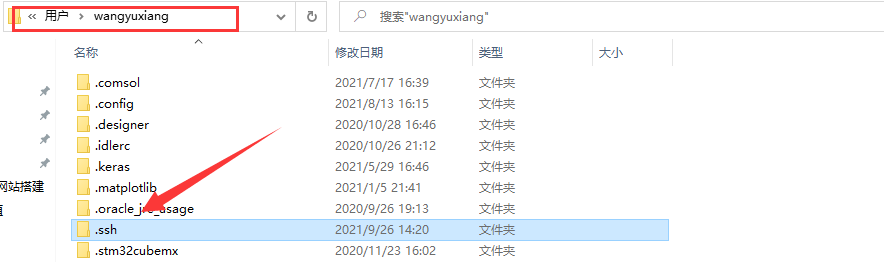 « 用户 > wangyuxiang
搜索"wangyuxiang"
名称 修改日期 类型 大小
.comsol 2021/7/17 16:39 文件夹
.config 2021/8/13 16:15 文件夹
.designer 2020/10/28 16:46 文件夹
.idlerc 2020/10/26 21:12 文件夹
.keras 2021/5/29 16:46 文件夹
.matplotlib 2021/1/5 21:41 文件夹
网站搭建
.oracle_jre_usage 2020/9/26 19:13 文件夹
.ssh 2021/9/26 14:20 文件夹
.stm32cubemx 2020/11/23 16:02 文件夹